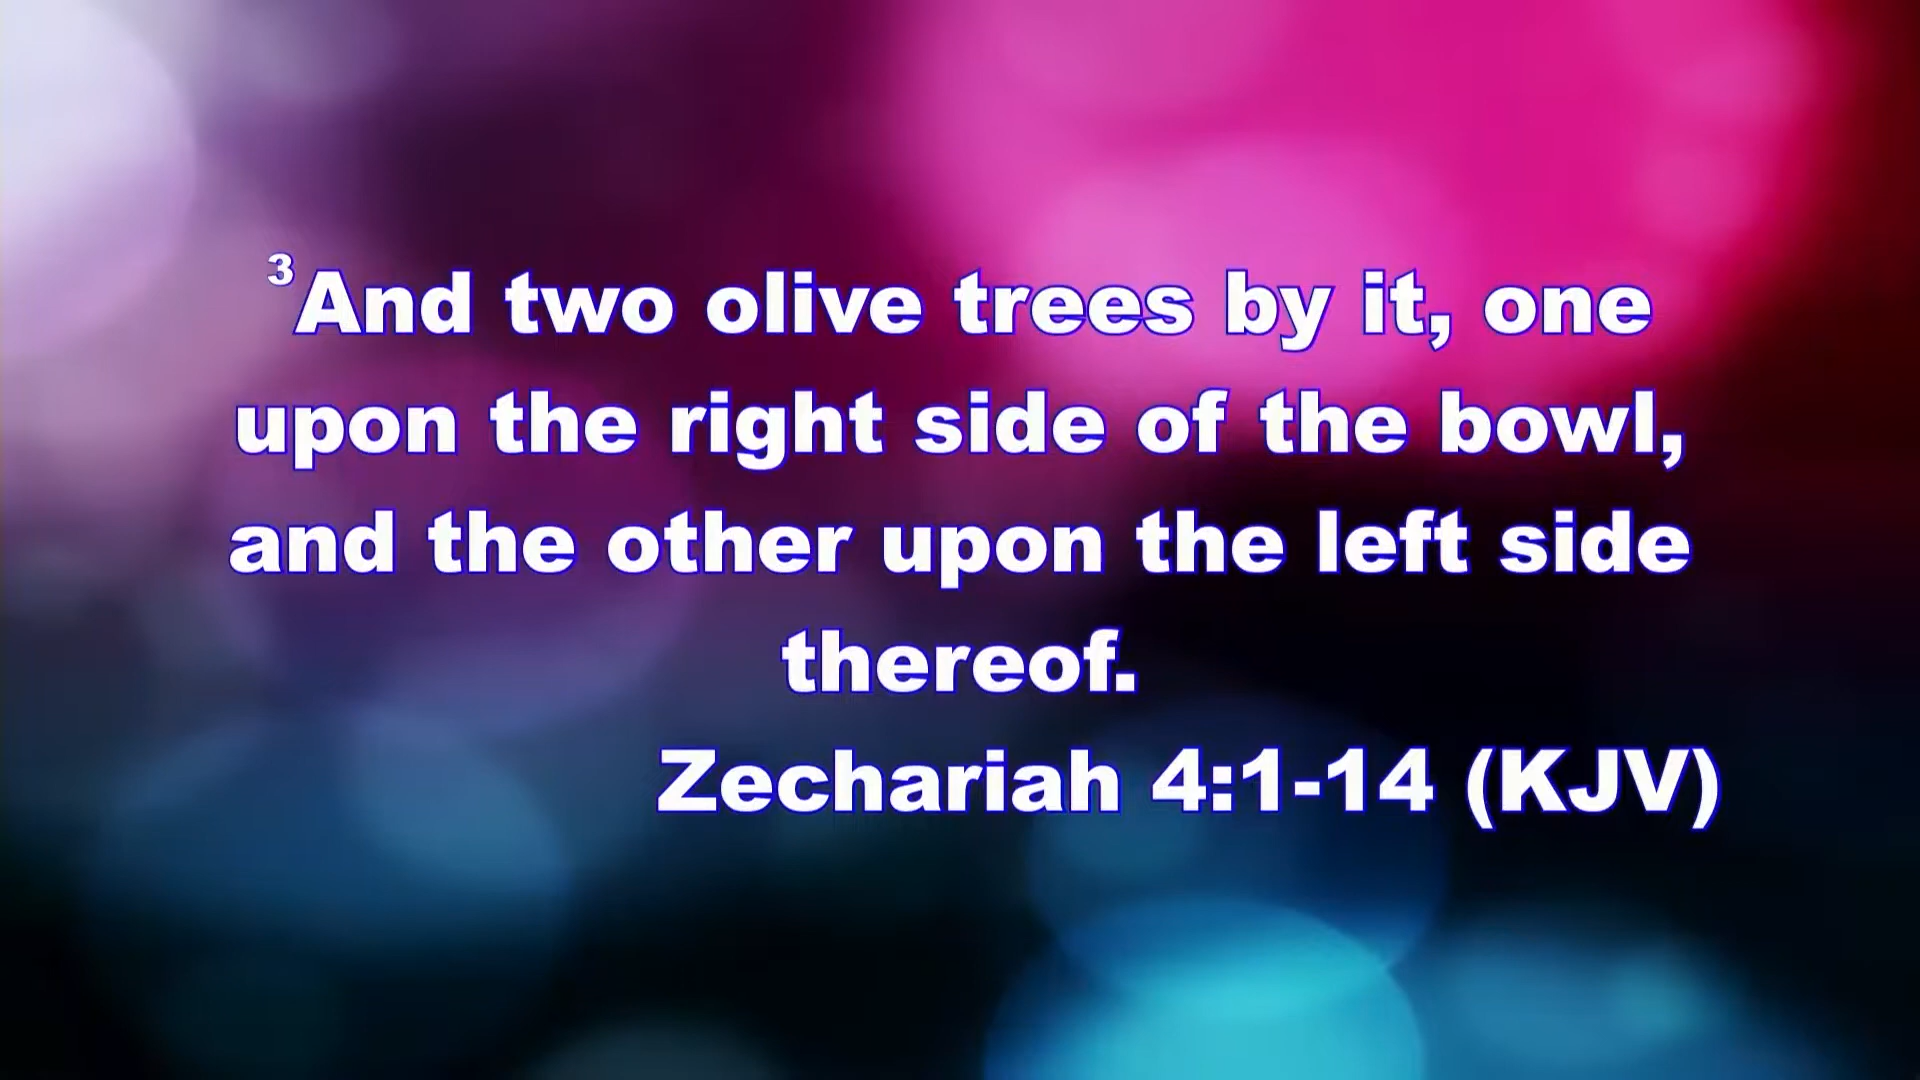 ³And two olive trees by it, one
upon the right side of the bowl,
and the other upon the left side
thereof.
Zechariah 4:1-14 (KJV)